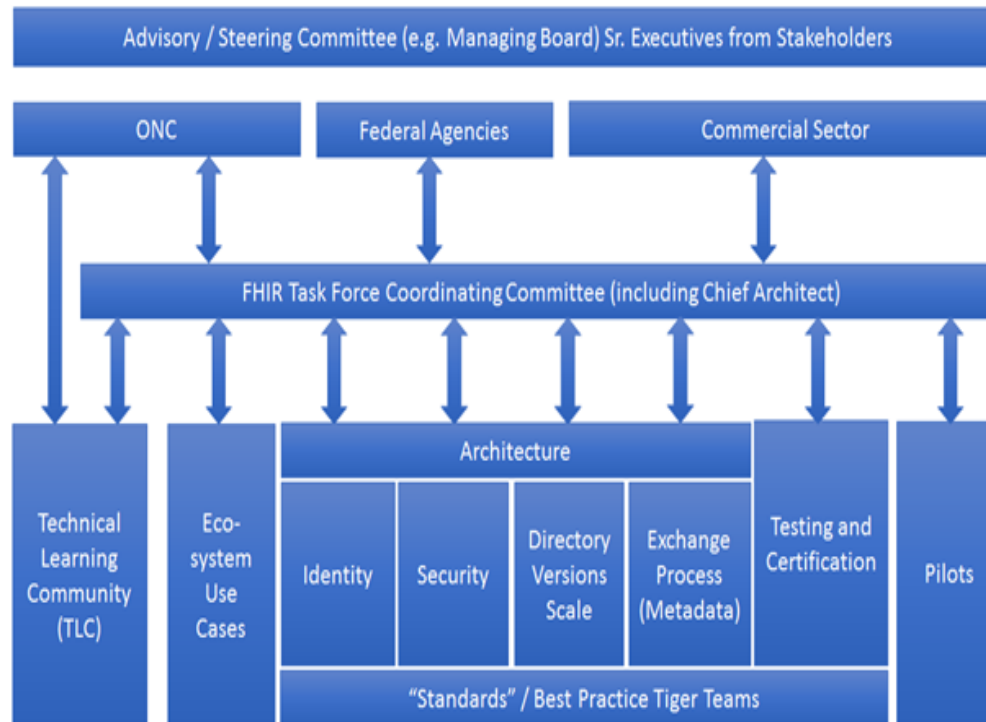 Advisory / Steering Committee (e.g. Managing Board) Sr. Executives from Stakeholders
ONC
Federal Agencies
Commercial Sector
FHIR Task Force Coordinating Committee (including Chief Architect)
Technical
Learning
Community
(TLC)
Eco-
system
Use
Cases
Architecture
Identity
Security
Directory
Versions
Scale
Exchange
Process
(Metadata)
Testing and
Certification
Pilots
“Standards” / Best Practice Tiger Teams